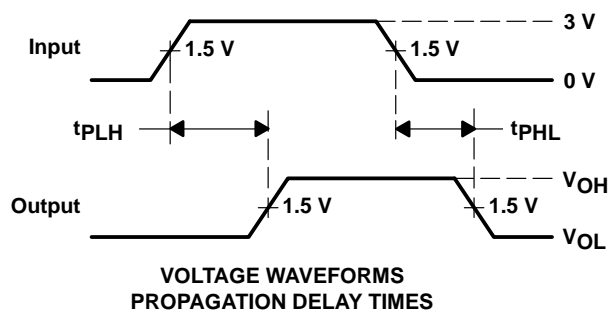 3 V
Input
1.5 V
1.5 V
0 V
tPLH
tPHL
VOH
Output
1.5 V
1.5 V
VOL
VOLTAGE WAVEFORMS
PROPAGATION DELAY TIMES